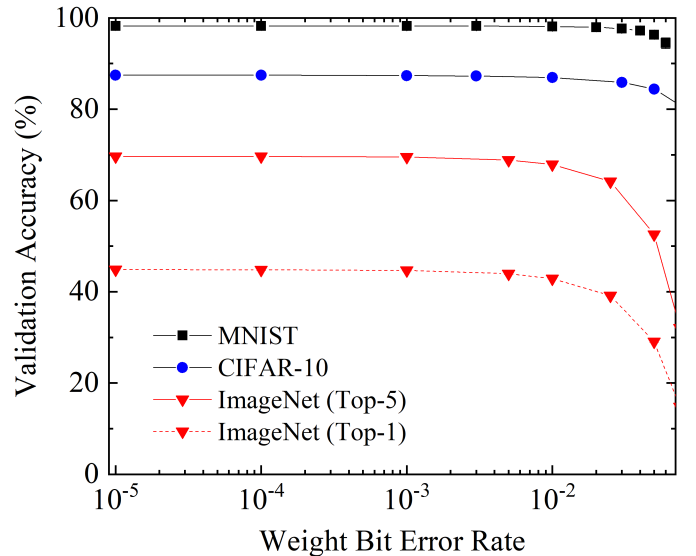 100
80
60
40
20
0
Validation Accuracy (%)
MNIST
CIFAR-10
ImageNet (Top-5)
ImageNet (Top-1)
10⁻⁵ 10⁻⁴ 10⁻³ 10⁻²
Weight Bit Error Rate